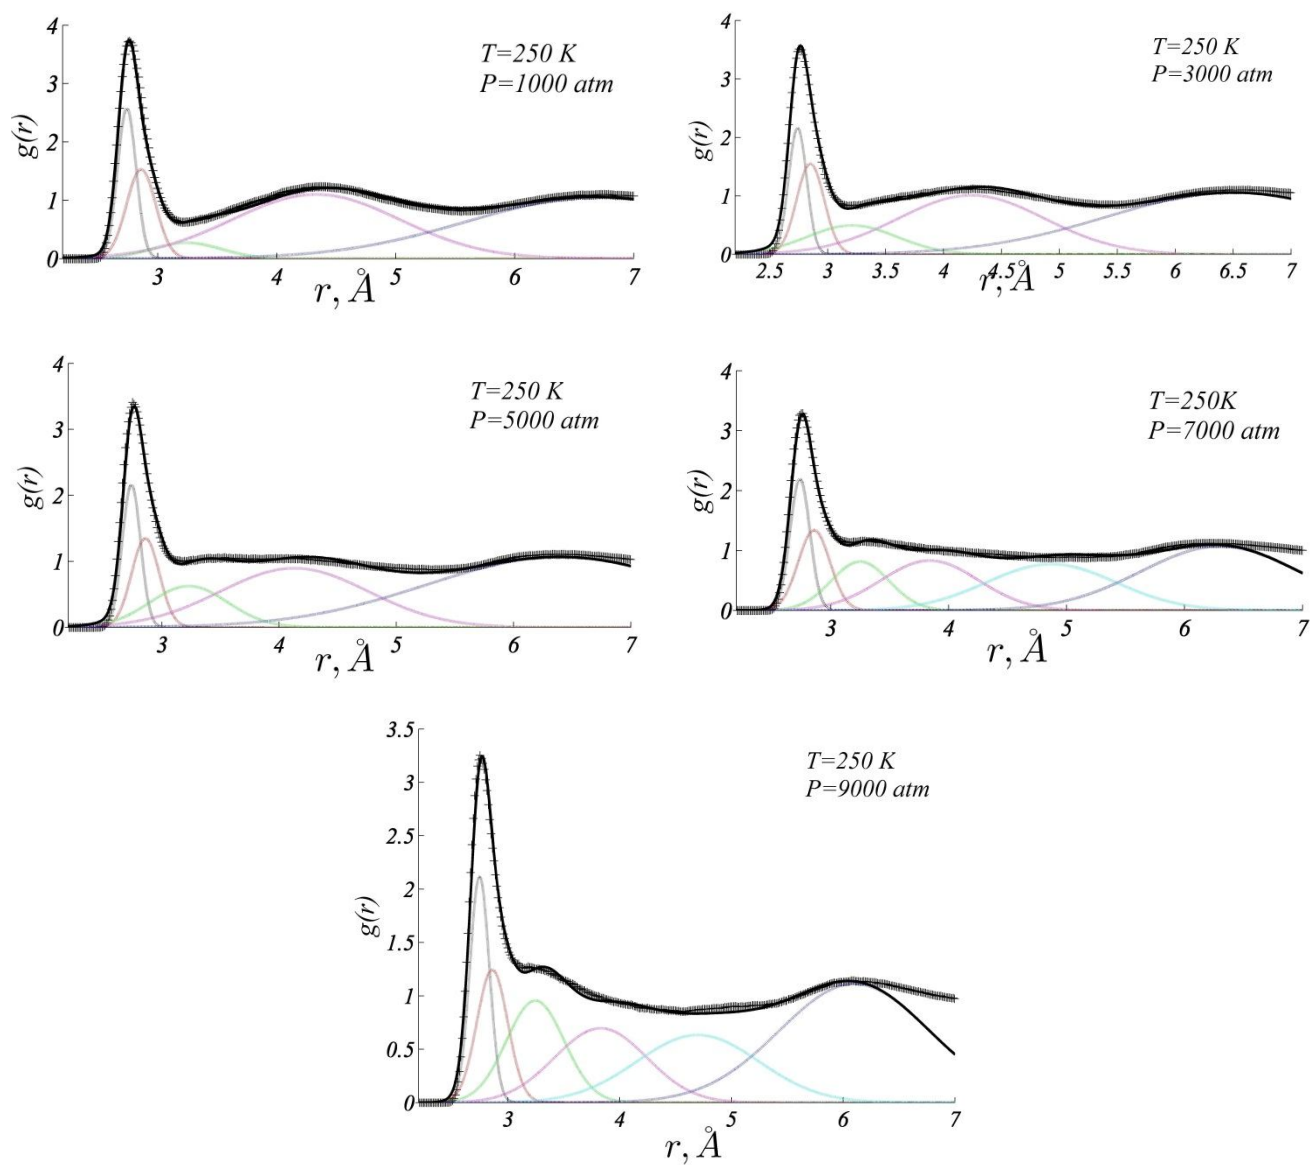 4
3
2
1
0
g(r)
T=250 K
P=1000 atm
3 4 5 6 7
r, Å
4
3
2
1
0
g(r)
T=250 K
P=3000 atm
2.5 3 3.5 4 4.5 5 5.5 6 6.5 7
r, Å
4
3
2
1
0
g(r)
T=250 K
P=5000 atm
3 4 5 6 7
r, Å
4
3
2
1
0
g(r)
T=250K
P=7000 atm
3 4 5 6 7
r, Å
3.5
3
2.5
2
1.5
1
0.5
0
g(r)
T=250 K
P=9000 atm
3 4 5 6 7
r, Å